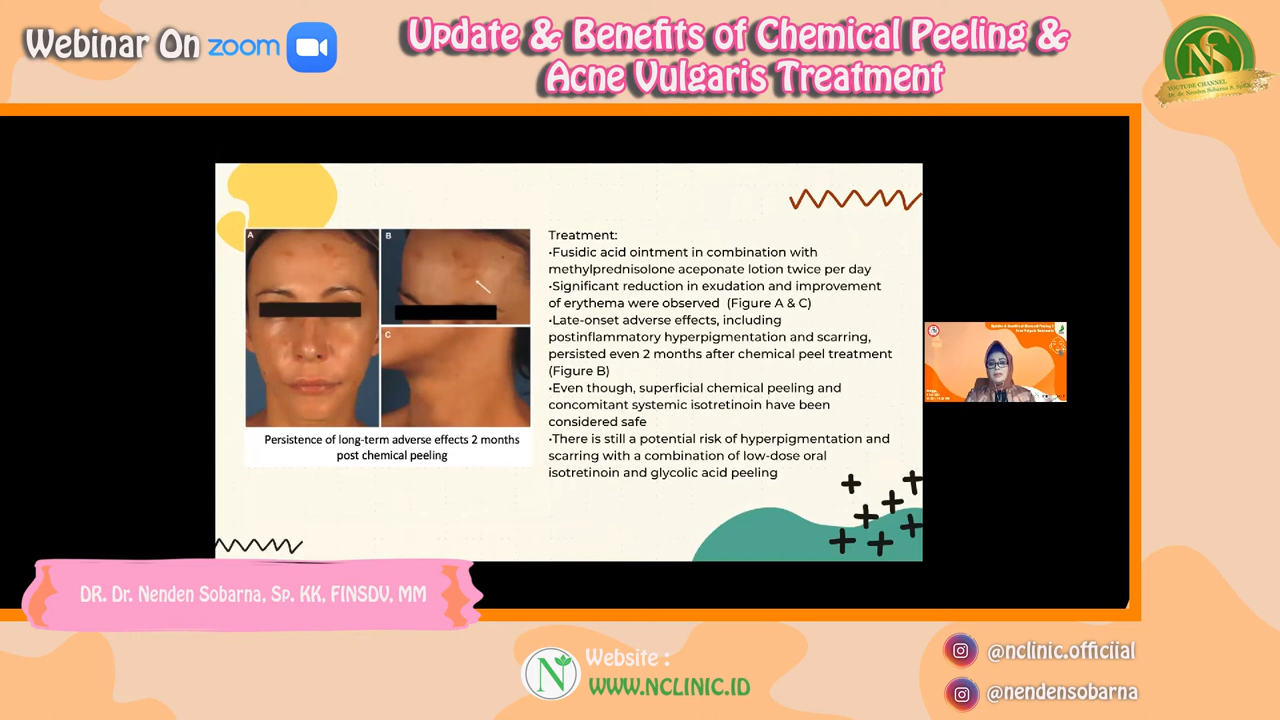 Webinar On zoom
Update & Benefits of Chemical Peeling &
Acne Vulgaris Treatment
NS
YOUTUBE CHANNEL
A
B
C
Persistence of long-term adverse effects 2 months
post chemical peeling
Treatment:
•Fusidic acid ointment in combination with
methylprednisolone aceponate lotion twice per day
•Significant reduction in exudation and improvement
of erythema were observed (Figure A & C)
•Late-onset adverse effects, including
postinflammatory hyperpigmentation and scarring,
persisted even 2 months after chemical peel treatment
(Figure B)
•Even though, superficial chemical peeling and
concomitant systemic isotretinoin have been
considered safe
•There is still a potential risk of hyperpigmentation and
scarring with a combination of low-dose oral
isotretinoin and glycolic acid peeling
DR. Dr. Nenden Sobarna, Sp. KK, FINSDV, MM
N
Website :
WWW.NCLINIC.ID
@nclinic.officiial
@nendensobarna